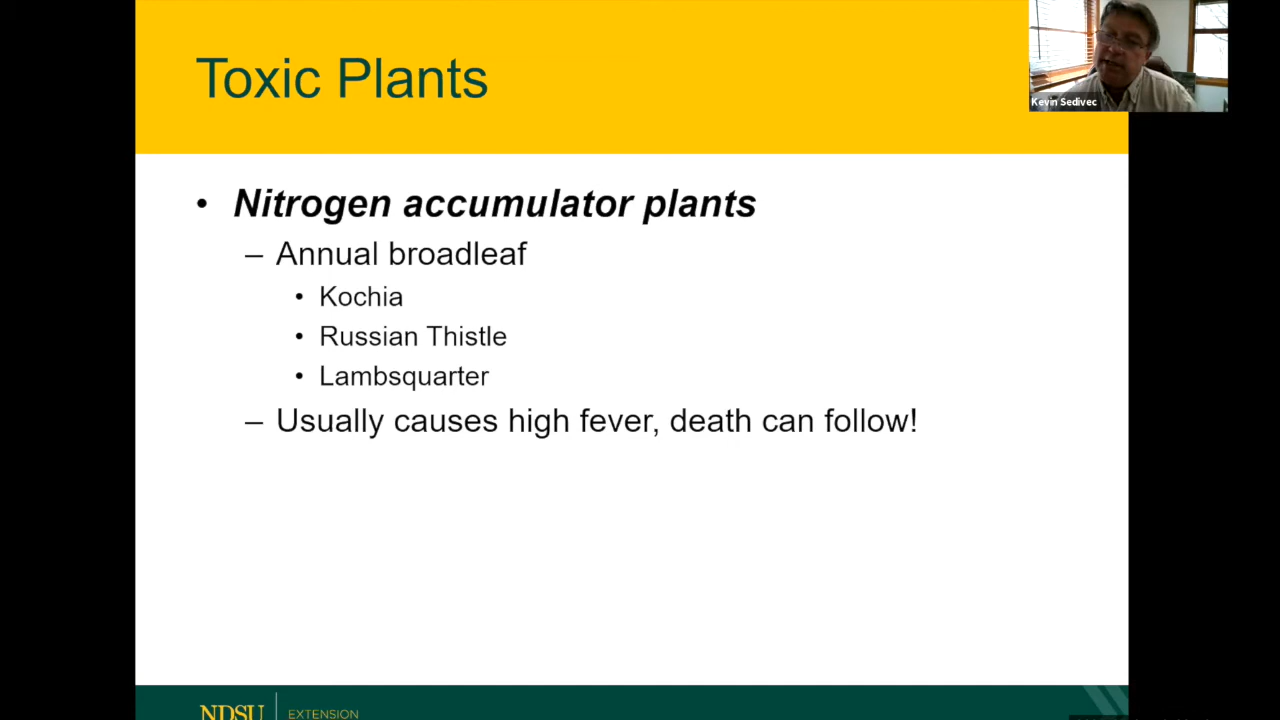 Toxic Plants
Kevin Sedivec
• Nitrogen accumulator plants
– Annual broadleaf
• Kochia
• Russian Thistle
• Lambsquarter
– Usually causes high fever, death can follow!
NDSU | EXTENSION